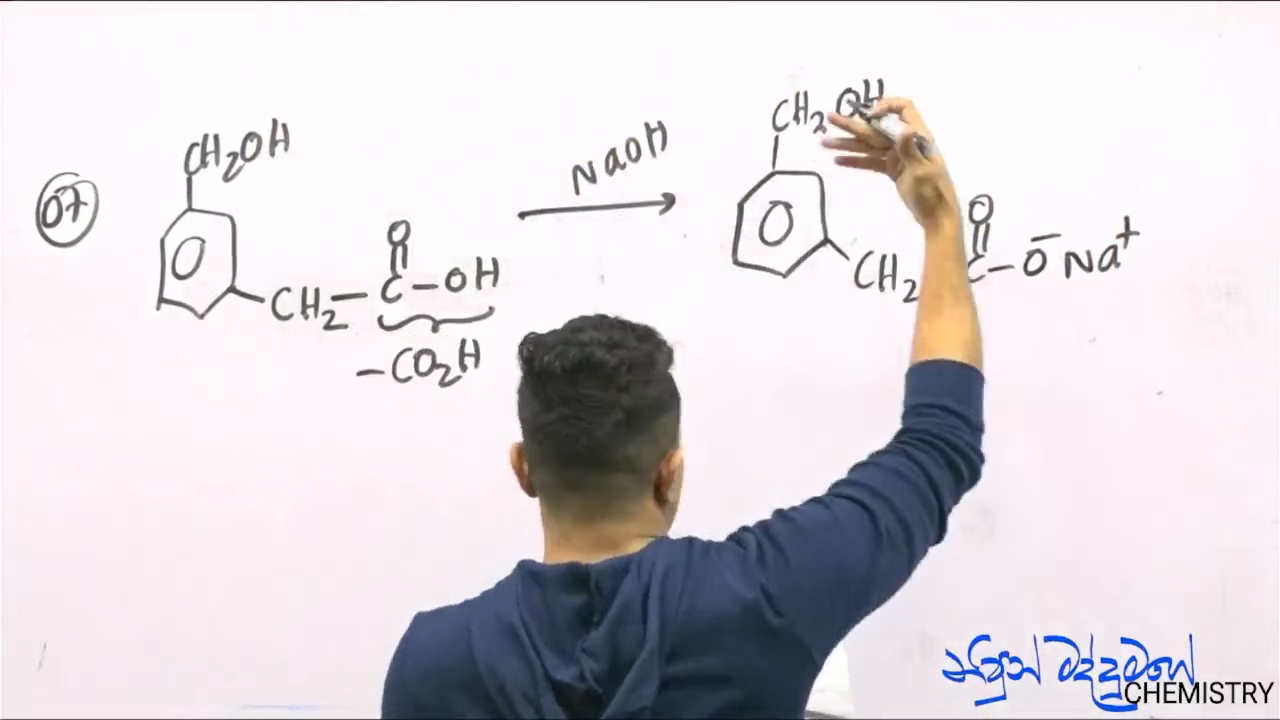 07
CH₂OH
O
CH₂–C–OH
–CO₂H
NaOH
CH₂OH
O
CH₂ C–O⁻Na⁺
CHEMISTRY